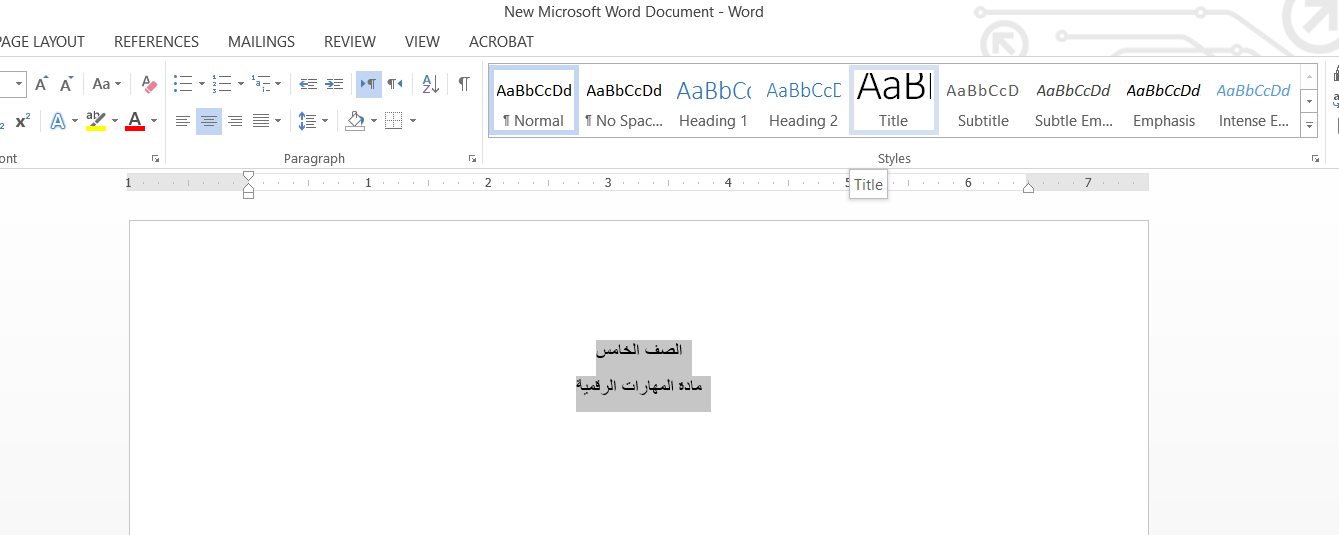 New Microsoft Word Document - Word
PAGE LAYOUT REFERENCES MAILINGS REVIEW VIEW ACROBAT
Aa
AaBbCcDd AaBbCcDd AaBbCc AaBbCcD AaBl AaBbCcD AaBbCcDd AaBbCcDd AaBbCcDd
¶ Normal ¶ No Spac... Heading 1 Heading 2 Title Subtitle Subtle Em... Emphasis Intense E...
ont Paragraph Styles
1 1 2 3 4 5 6 7
Title
الصف الخامس
مادة المهارات الرقمية